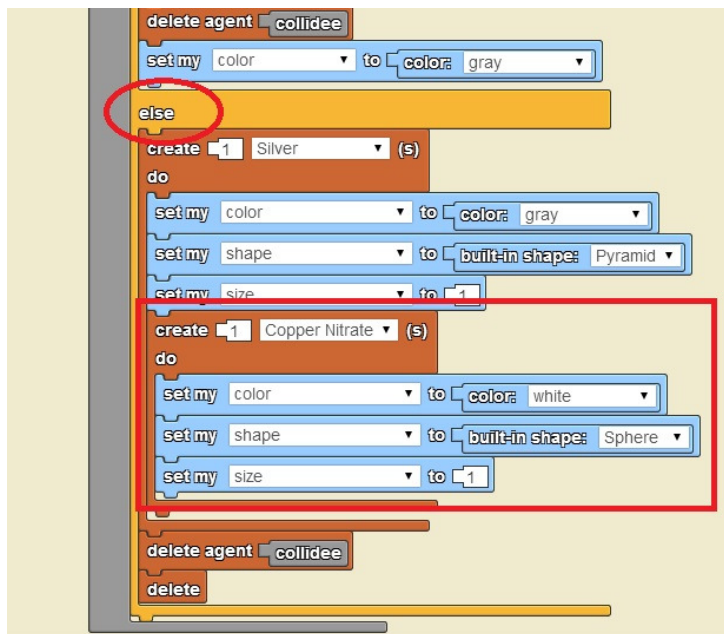 delete agent collidee
set my color to color: gray
else
create 1 Silver (s)
do
set my color to color: gray
set my shape to built-in shape: Pyramid
set my size to 1
create 1 Copper Nitrate (s)
do
set my color to color: white
set my shape to built-in shape: Sphere
set my size to 1
delete agent collidee
delete